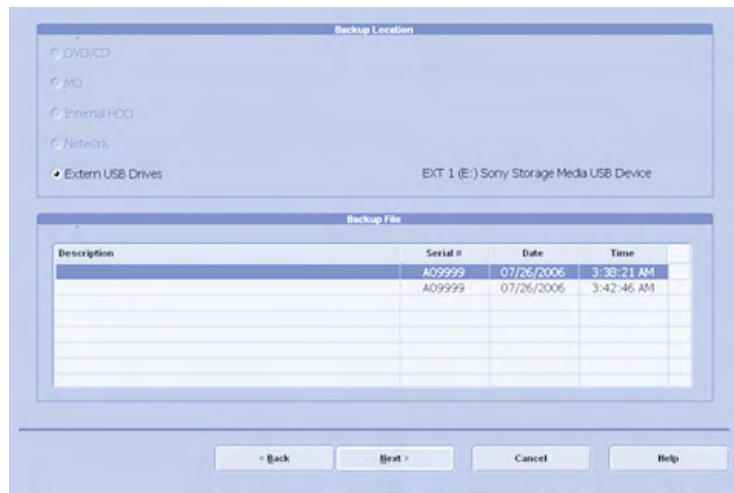 Backup Location
DVD/CD
MO
Internal HDD
Network
Extern USB Drives EXT 1 (E:) Sony Storage Media USB Device
Backup File
Description Serial # Date Time
A09999 07/26/2006 3:38:21 AM
A09999 07/26/2006 3:42:46 AM
< Back Next > Cancel Help